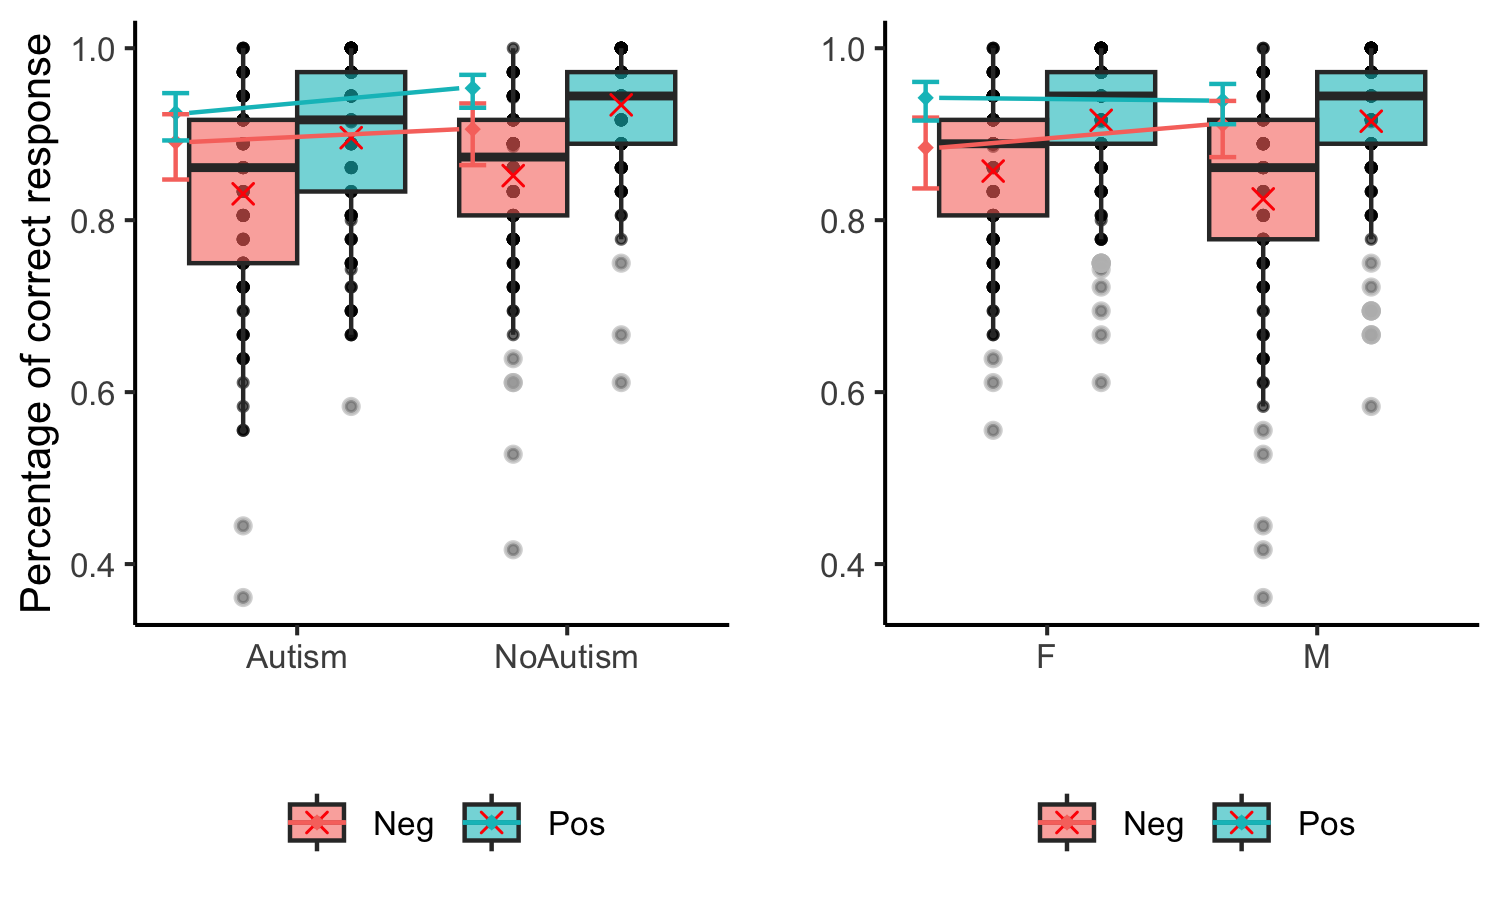 Percentage of correct response
1.0
0.8
0.6
0.4
Autism
NoAutism
Neg
Pos
1.0
0.8
0.6
0.4
F
M
Neg
Pos